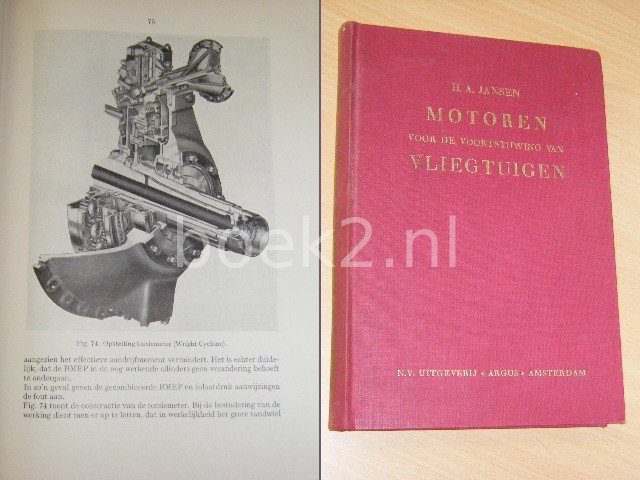 75
Fig. 74. Opstelling torsiemeter (Wright Cyclone).
aangezien het effectieve aandrijfmoment vermindert. Het is echter duide-
lijk, dat de BMEP in de nog werkende cilinders geen verandering behoeft
te ondergaan.
In zo'n geval geven de gecombineerde BMEP en inlaatdruk aanwijzingen
de fout aan.
Fig. 74 toont de constructie van de torsiemeter. Bij de bestudering van de
werking dient men er op te letten, dat in werkelijkheid het grote tandwiel
H. A. JANSEN
MOTOREN
VOOR DE VOORTSTUWING VAN
VLIEGTUIGEN
N.V. UITGEVERIJ • ARGUS • AMSTERDAM
boek2.nl